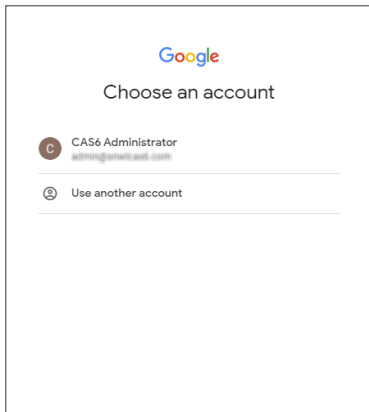 Google
Choose an account
C
CAS6 Administrator
Use another account